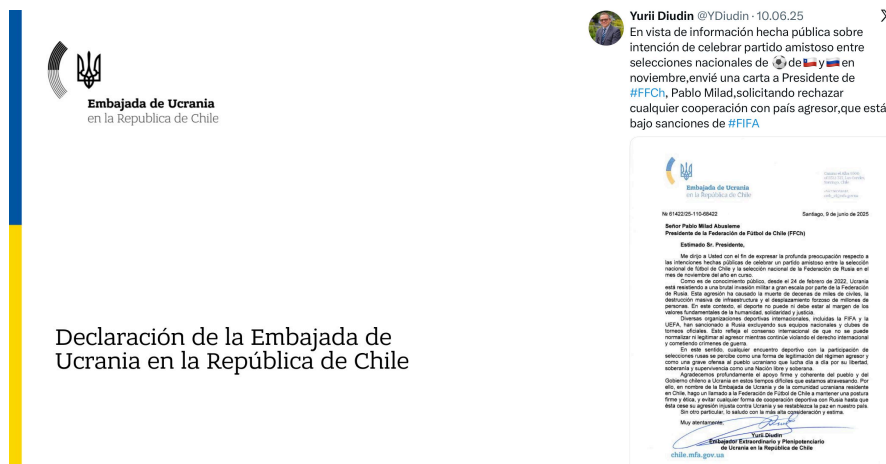 Embajada de Ucrania
en la Republica de Chile
Declaración de la Embajada de
Ucrania en la República de Chile
Yurii Diudin @YDiudin · 10.06.25
En vista de información hecha pública sobre
intención de celebrar partido amistoso entre
selecciones nacionales de ⚽de🇨🇱y🇷🇺en
noviembre,envié una carta a Presidente de
#FFCh, Pablo Milad,solicitando rechazar
cualquier cooperación con país agresor,que está
bajo sanciones de #FIFA
Embajada de Ucrania
en la República de Chile
№ 61422/25-110-68422
Santiago, 9 de junio de 2025
Señor Pablo Milad Abusleme
Presidente de la Federación de Fútbol de Chile (FFCh)
Estimado Sr. Presidente,
Me dirijo a Usted con el fin de expresar la profunda preocupación respecto a
las intenciones hechas públicas de celebrar un partido amistoso entre la selección
nacional de fútbol de Chile y la selección nacional de la Federación de Rusia en el
mes de noviembre del año en curso.
Como es de conocimiento público, desde el 24 de febrero de 2022, Ucrania
está resistiendo a una brutal invasión militar a gran escala por parte de la Federación
de Rusia. Esta agresión ha causado la muerte de decenas de miles de civiles, la
destrucción masiva de infraestructura y el desplazamiento forzoso de millones de
personas. En este contexto, el deporte no puede ni debe estar al margen de los
valores fundamentales de la humanidad, solidaridad y justicia.
Diversas organizaciones deportivas internacionales, incluidas la FIFA y la
UEFA, han sancionado a Rusia excluyendo sus equipos nacionales y clubes de
torneos oficiales. Esto refleja el consenso internacional de que no se puede
normalizar ni legitimar al agresor mientras continúe violando el derecho internacional
y cometiendo crímenes de guerra.
En este sentido, cualquier encuentro deportivo con la participación de
selecciones rusas se percibe como una forma de legitimación del régimen agresor y
como una grave ofensa al pueblo ucraniano que lucha día a día por su libertad,
soberanía y supervivencia como una Nación libre y soberana.
Agradecemos profundamente el apoyo firme y coherente del pueblo y del
Gobierno chileno a Ucrania en estos tiempos difíciles que estamos atravesando. Por
ello, en nombre de la Embajada de Ucrania y de la comunidad ucraniana residente
en Chile, hago un llamado a la Federación de Fútbol de Chile a mantener una postura
firme y ética, y evitar cualquier forma de cooperación deportiva con Rusia hasta que
ésta cese su agresión injusta contra Ucrania y se restablezca la paz en nuestro país.
Sin otro particular, lo saludo con la más alta consideración y estima.
Muy atentamente,
Yurii Diudin
Embajador Extraordinario y Plenipotenciario
de Ucrania en la República de Chile
chile.mfa.gov.ua